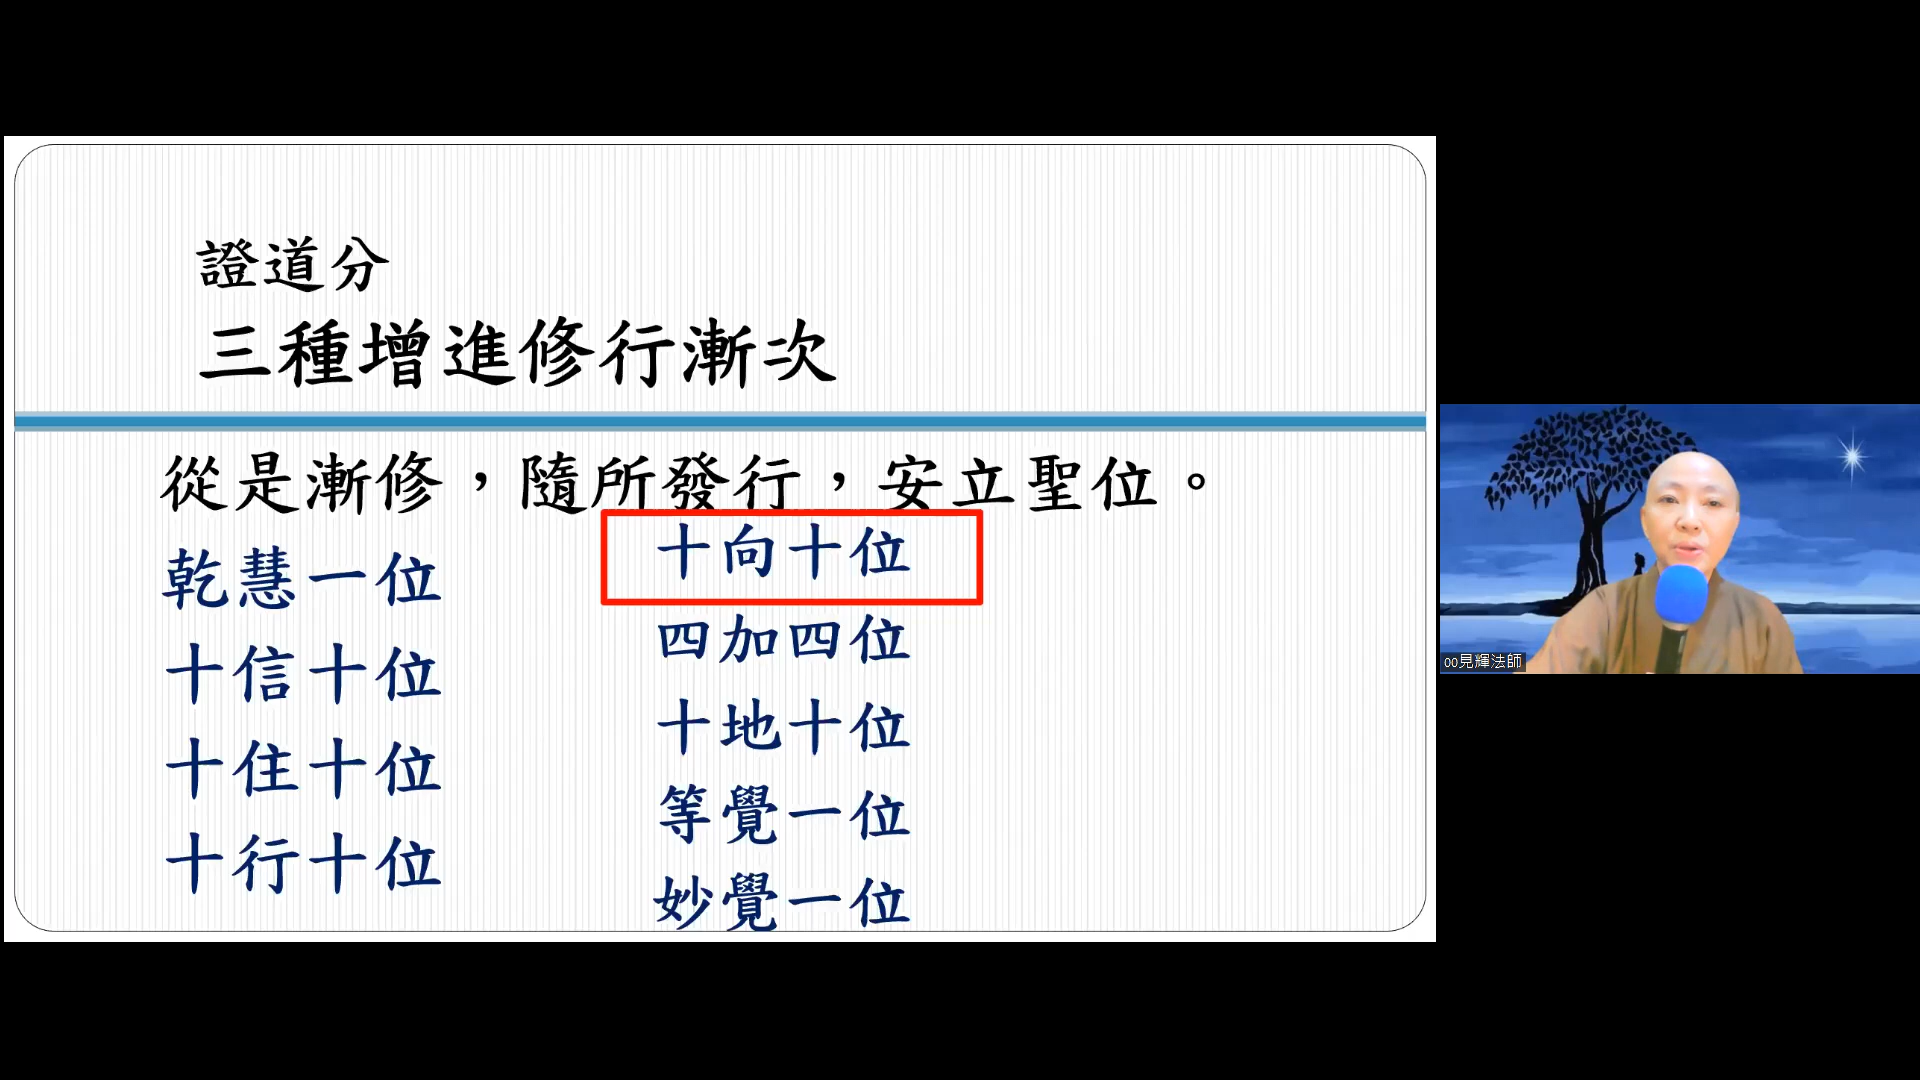 證道分
三種增進修行漸次
從是漸修，隨所發行，安立聖位。
乾慧一位
十信十位
十住十位
十行十位
十向十位
四加四位
十地十位
等覺一位
妙覺一位
oo見輝法師